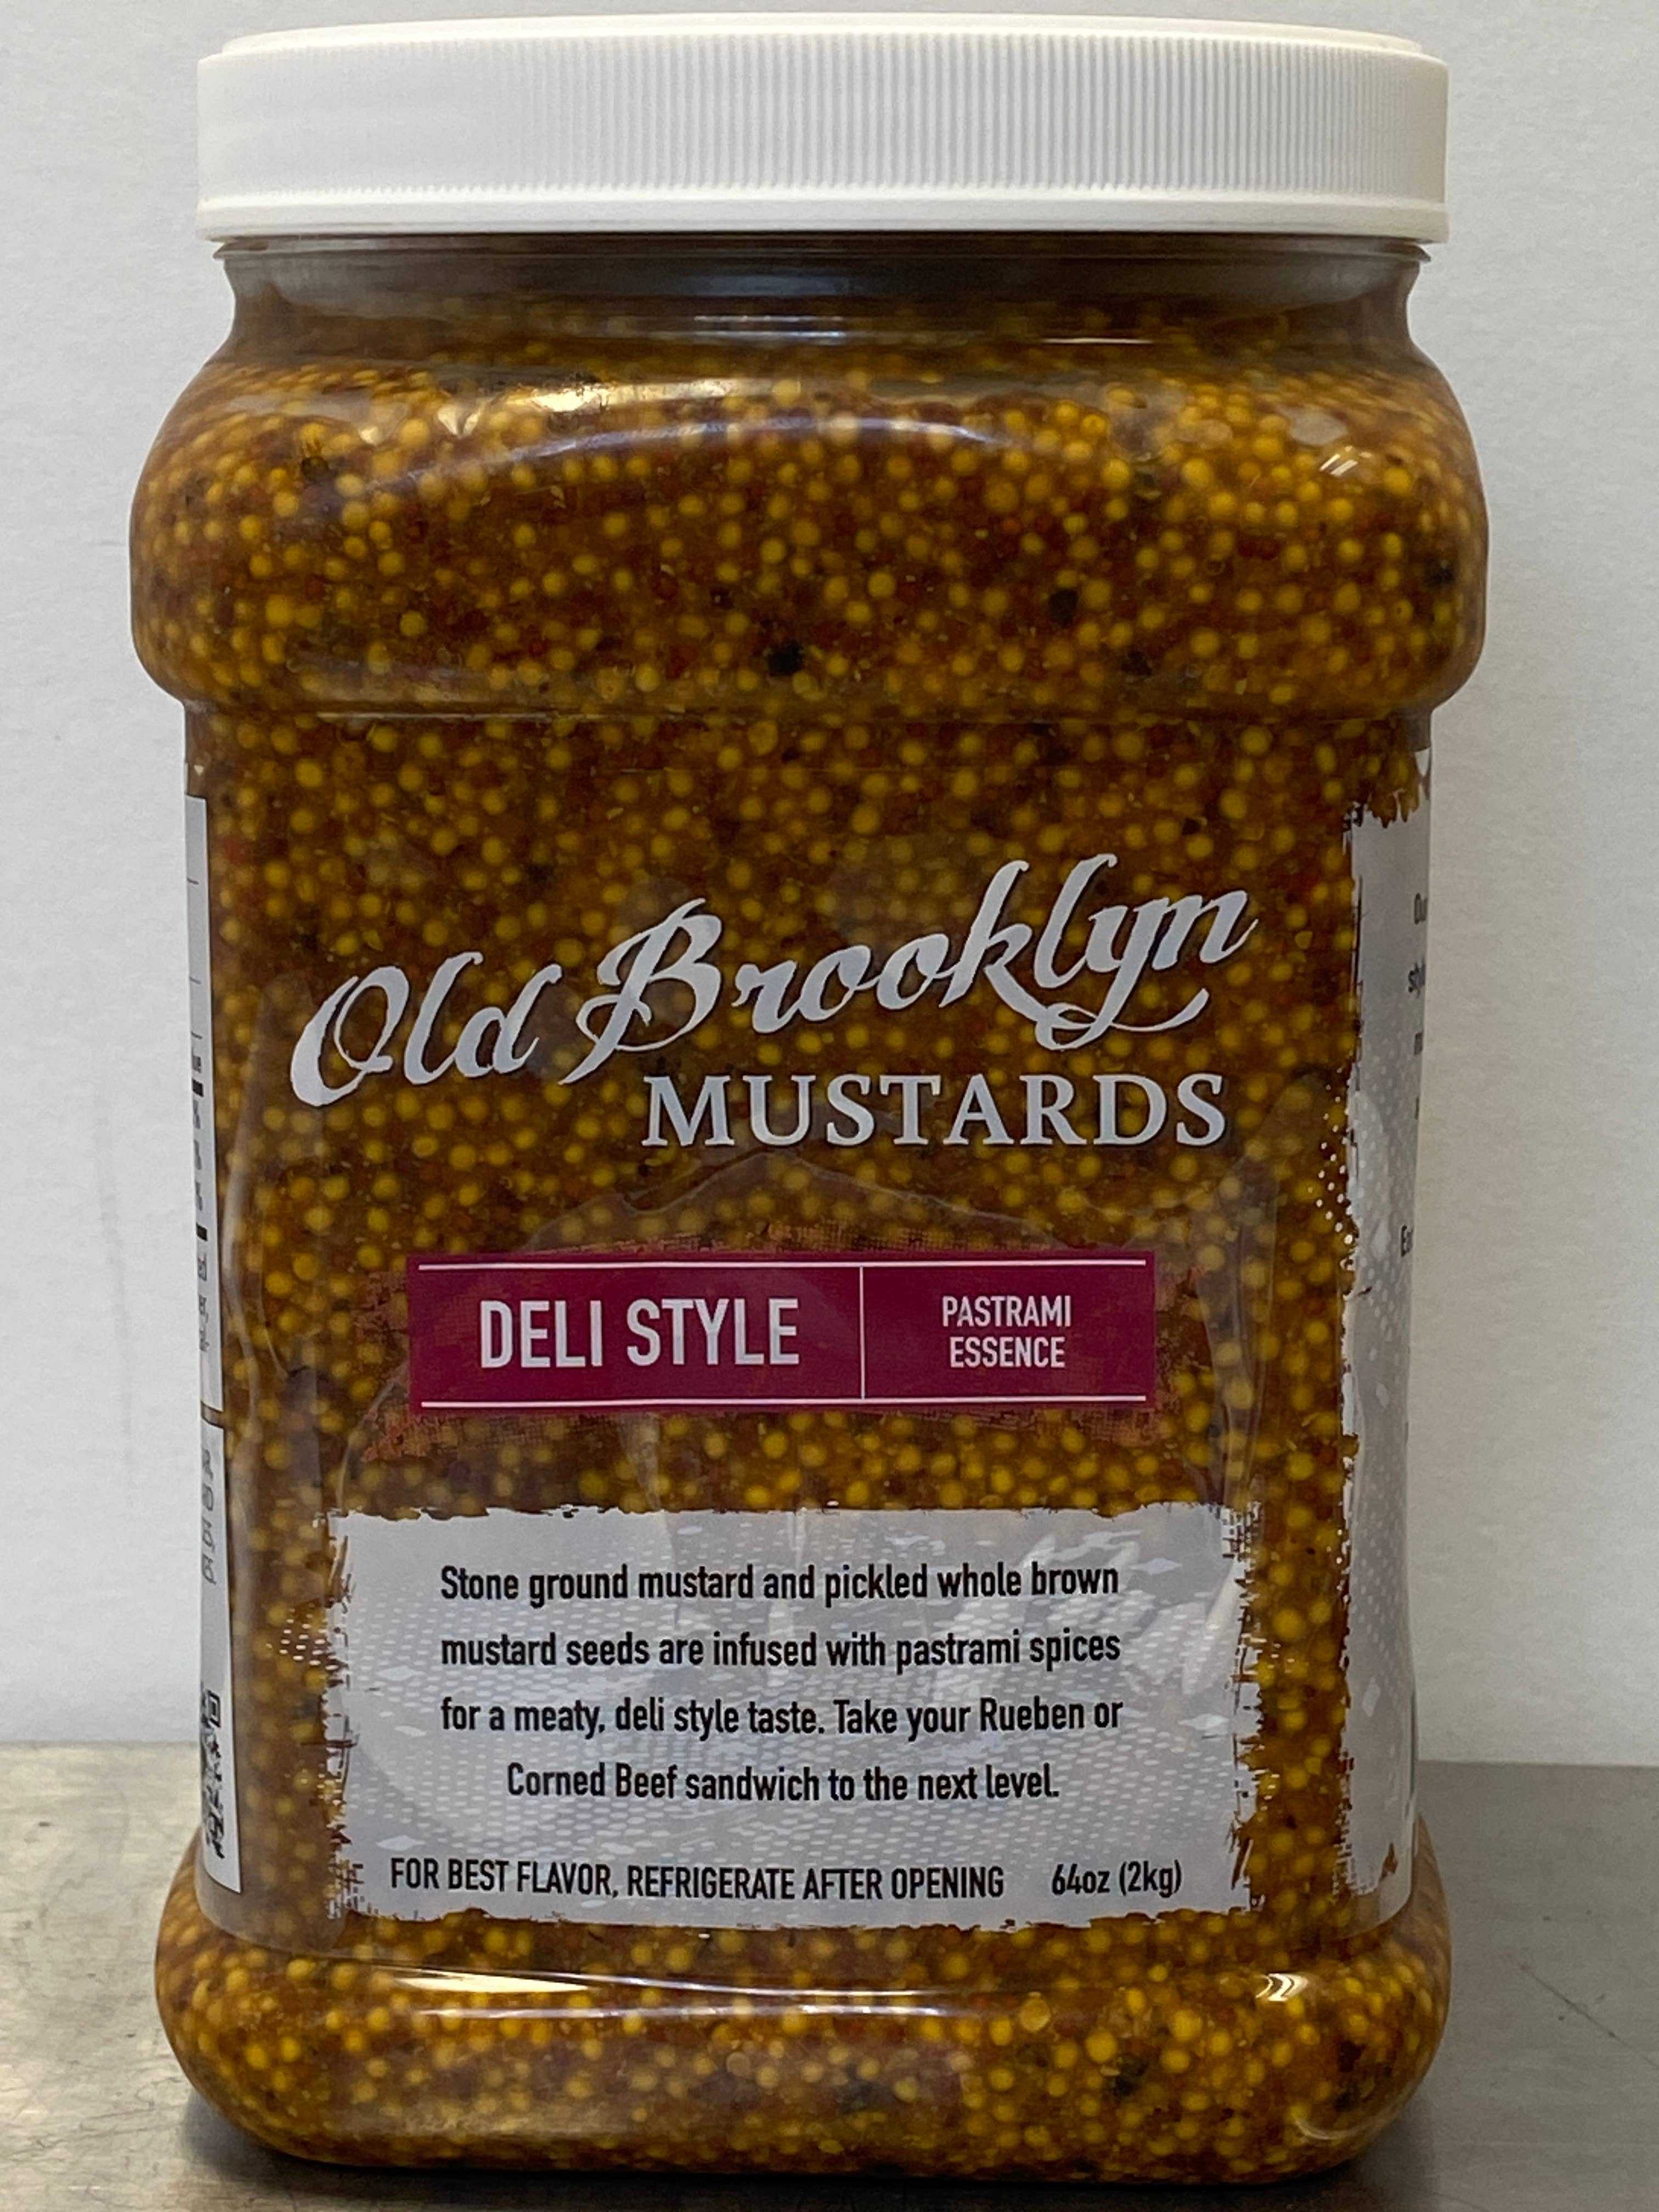 Old Brooklyn
MUSTARDS
DELI STYLE
PASTRAMI
ESSENCE
Stone ground mustard and pickled whole brown
mustard seeds are infused with pastrami spices
for a meaty, deli style taste. Take your Rueben or
Corned Beef sandwich to the next level.
FOR BEST FLAVOR, REFRIGERATE AFTER OPENING 64oz (2kg)